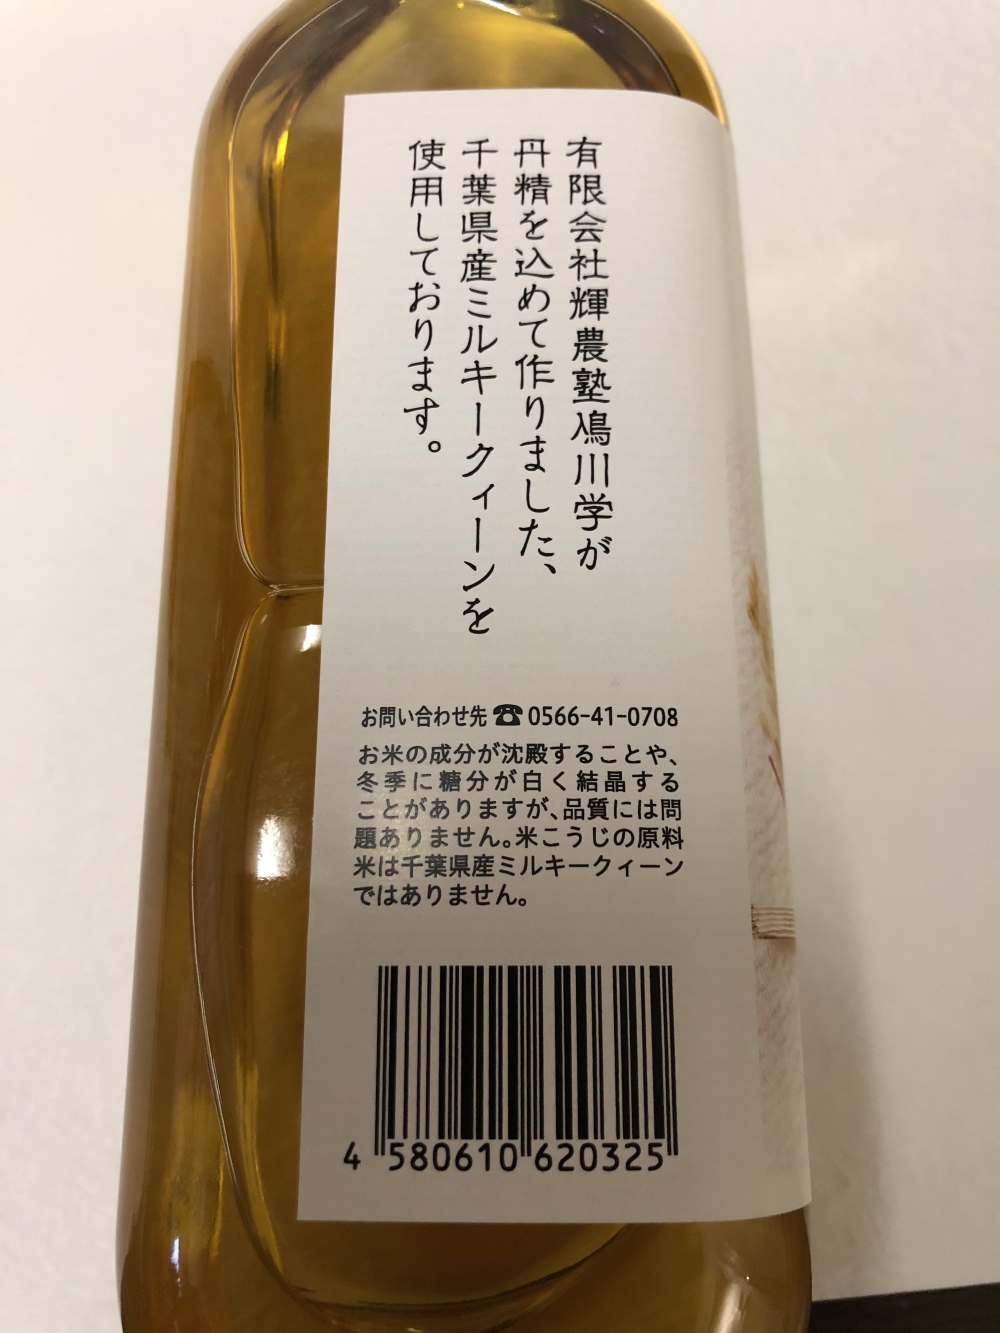 有限会社輝農塾鳰川学が
丹精を込めて作りました、
千葉県産ミルキークィーンを
使用しております。
お問い合わせ先☎0566-41-0708
お米の成分が沈殿することや、
冬季に糖分が白く結晶する
ことがありますが、品質には問
題ありません。米こうじの原料
米は千葉県産ミルキークィーン
ではありません。
4 580610 620325